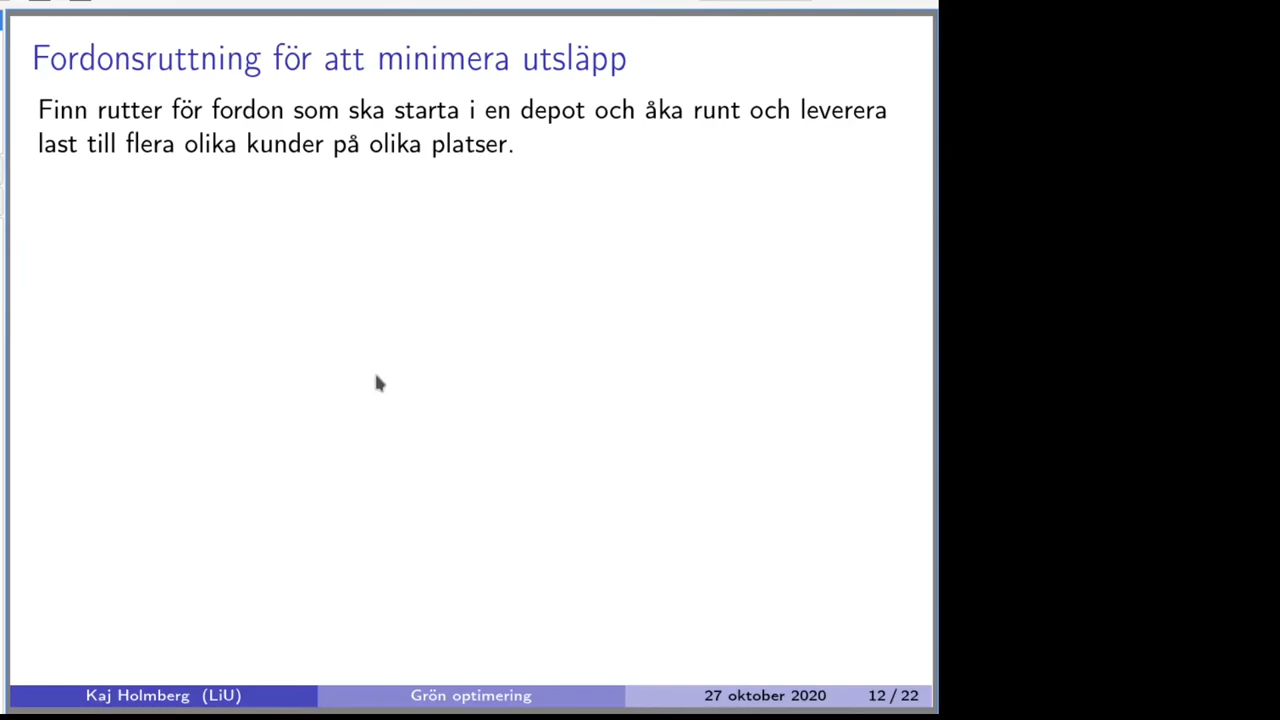 Fordonsruttning för att minimera utsläpp
Finn rutter för fordon som ska starta i en depot och åka runt och leverera
last till flera olika kunder på olika platser.
Kaj Holmberg (LiU) Grön optimering 27 oktober 2020 12 / 22